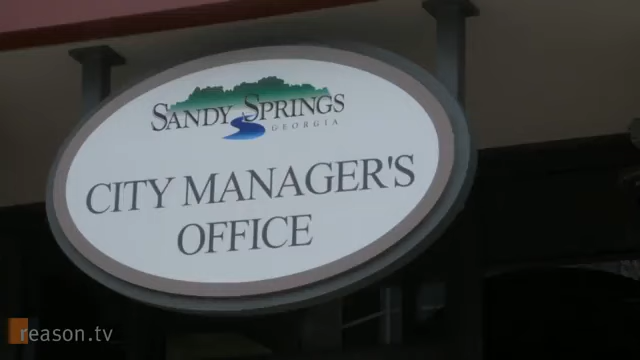 SANDY SPRINGS
GEORGIA
CITY MANAGER'S
OFFICE
reason.tv